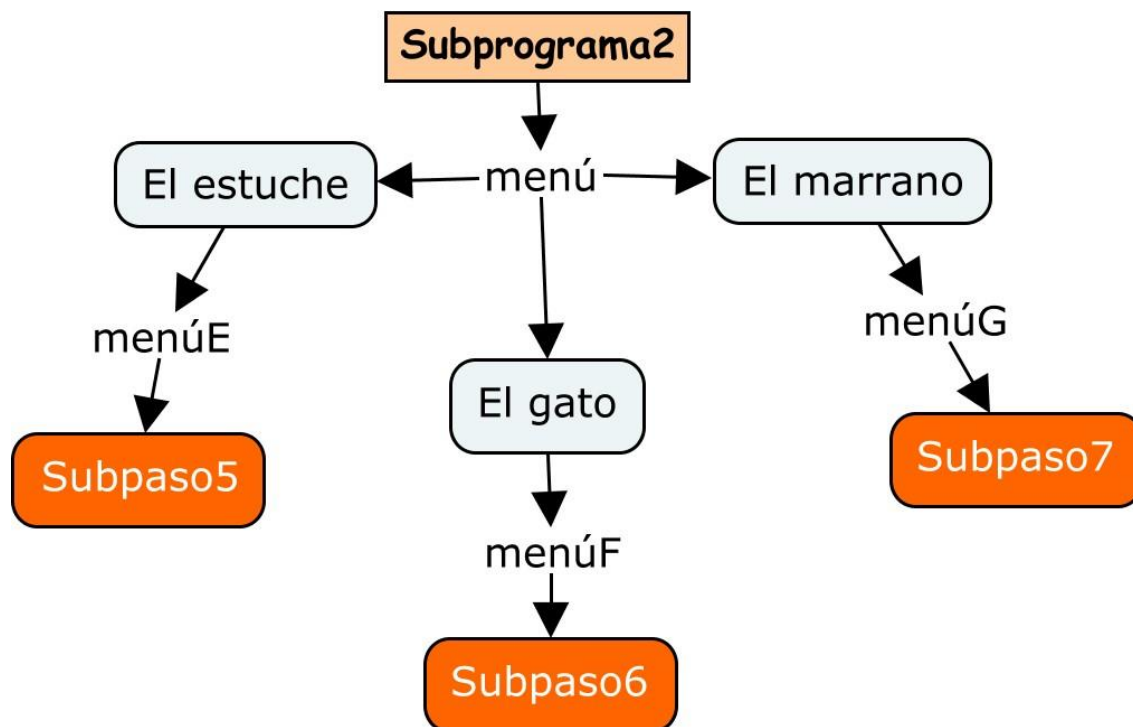 Subprograma2
El estuche
menú
El marrano
menúE
menúG
El gato
Subpaso5
Subpaso7
menúF
Subpaso6